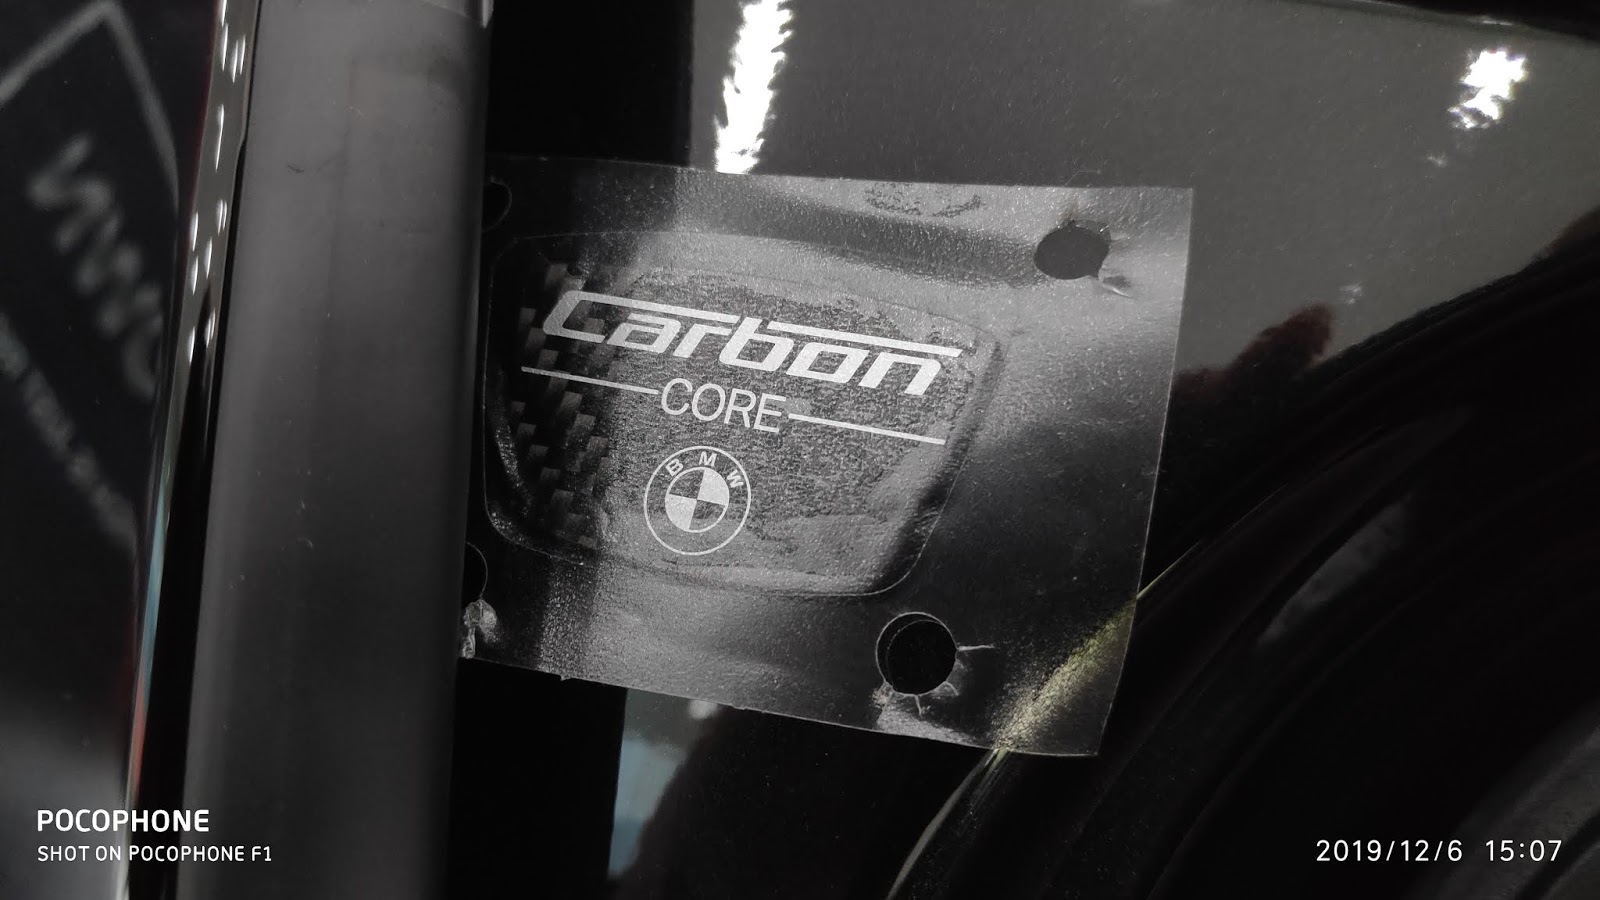 Carbon
CORE
BMW
POCOPHONE
SHOT ON POCOPHONE F1
2019/12/6 15:07